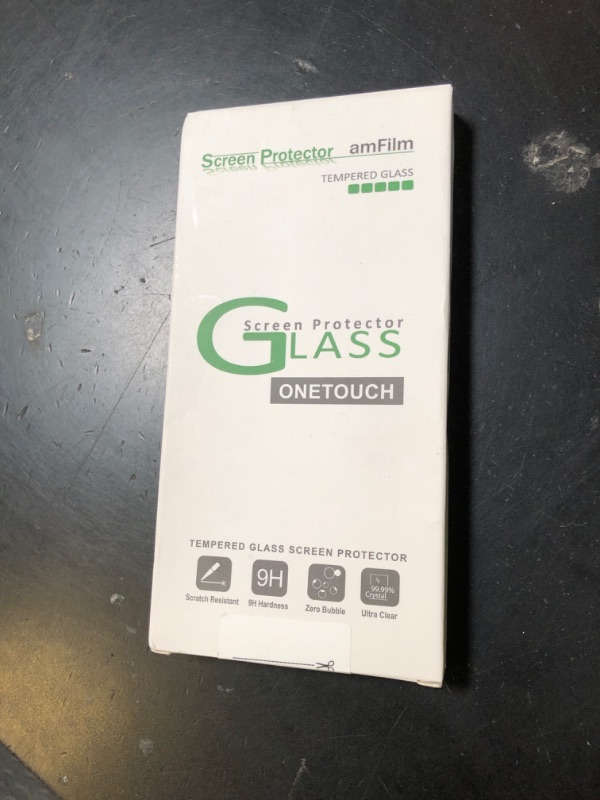 Screen Protector amFilm
TEMPERED GLASS
Screen Protector
GLASS
ONETOUCH
TEMPERED GLASS SCREEN PROTECTOR
9H
99.99%
Crystal
Scratch Resistant 9H Hardness Zero Bubble Ultra Clear